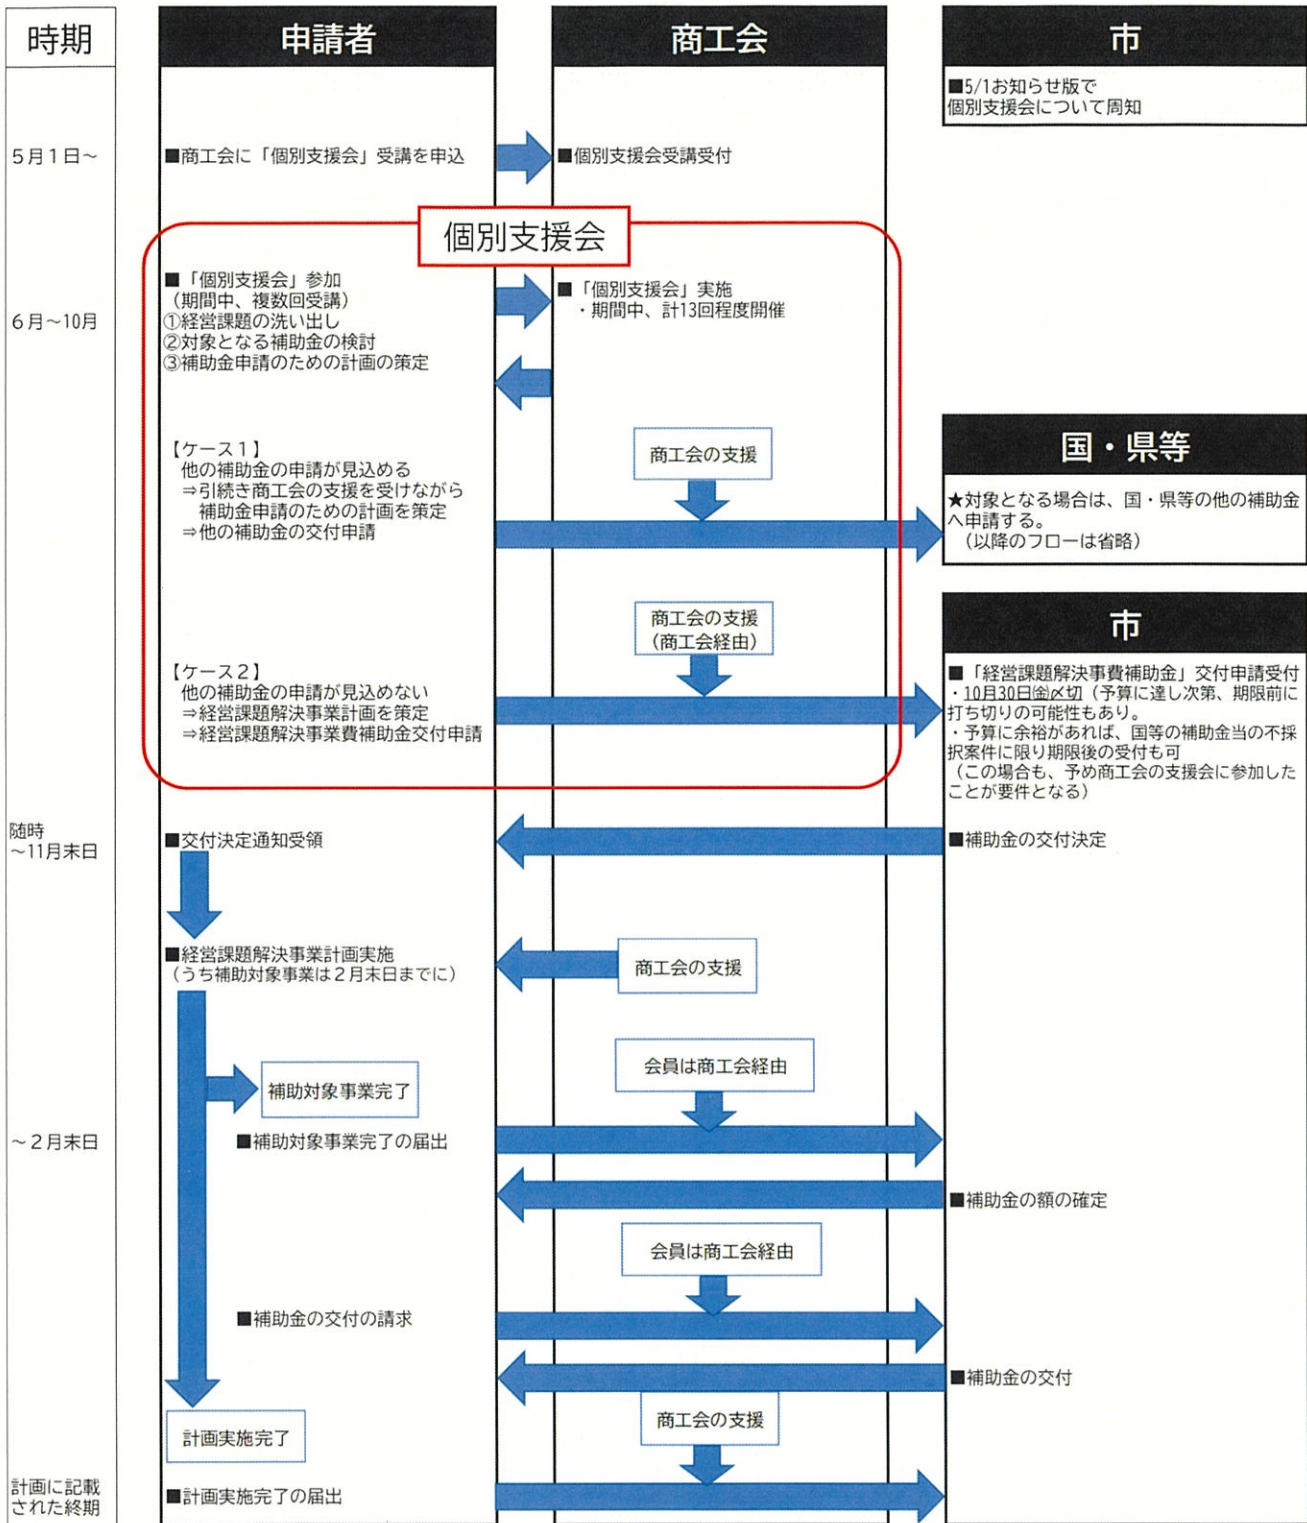 時期
申請者
商工会
市
■5/1お知らせ版で
個別支援会について周知
5月1日～
■商工会に「個別支援会」受講を申込
■個別支援会受講受付
個別支援会
6月～10月
■「個別支援会」参加
（期間中、複数回受講）
①経営課題の洗い出し
②対象となる補助金の検討
③補助金申請のための計画の策定
■「個別支援会」実施
・期間中、計13回程度開催
【ケース1】
他の補助金の申請が見込める
⇒引続き商工会の支援を受けながら
補助金申請のための計画を策定
⇒他の補助金の交付申請
商工会の支援
国・県等
★対象となる場合は、国・県等の他の補助金
へ申請する。
（以降のフローは省略）
【ケース2】
他の補助金の申請が見込めない
⇒経営課題解決事業計画を策定
⇒経営課題解決事業費補助金交付申請
商工会の支援
（商工会経由）
市
■「経営課題解決事費補助金」交付申請受付
・10月30日㈮〆切（予算に達し次第、期限前に
打ち切りの可能性もあり。
・予算に余裕があれば、国等の補助金当の不採
択案件に限り期限後の受付も可
（この場合も、予め商工会の支援会に参加した
ことが要件となる）
随時
～11月末日
■交付決定通知受領
■補助金の交付決定
■経営課題解決事業計画実施
（うち補助対象事業は2月末日までに）
商工会の支援
補助対象事業完了
会員は商工会経由
～2月末日
■補助対象事業完了の届出
■補助金の額の確定
会員は商工会経由
■補助金の交付の請求
■補助金の交付
計画実施完了
商工会の支援
計画に記載
された終期
■計画実施完了の届出